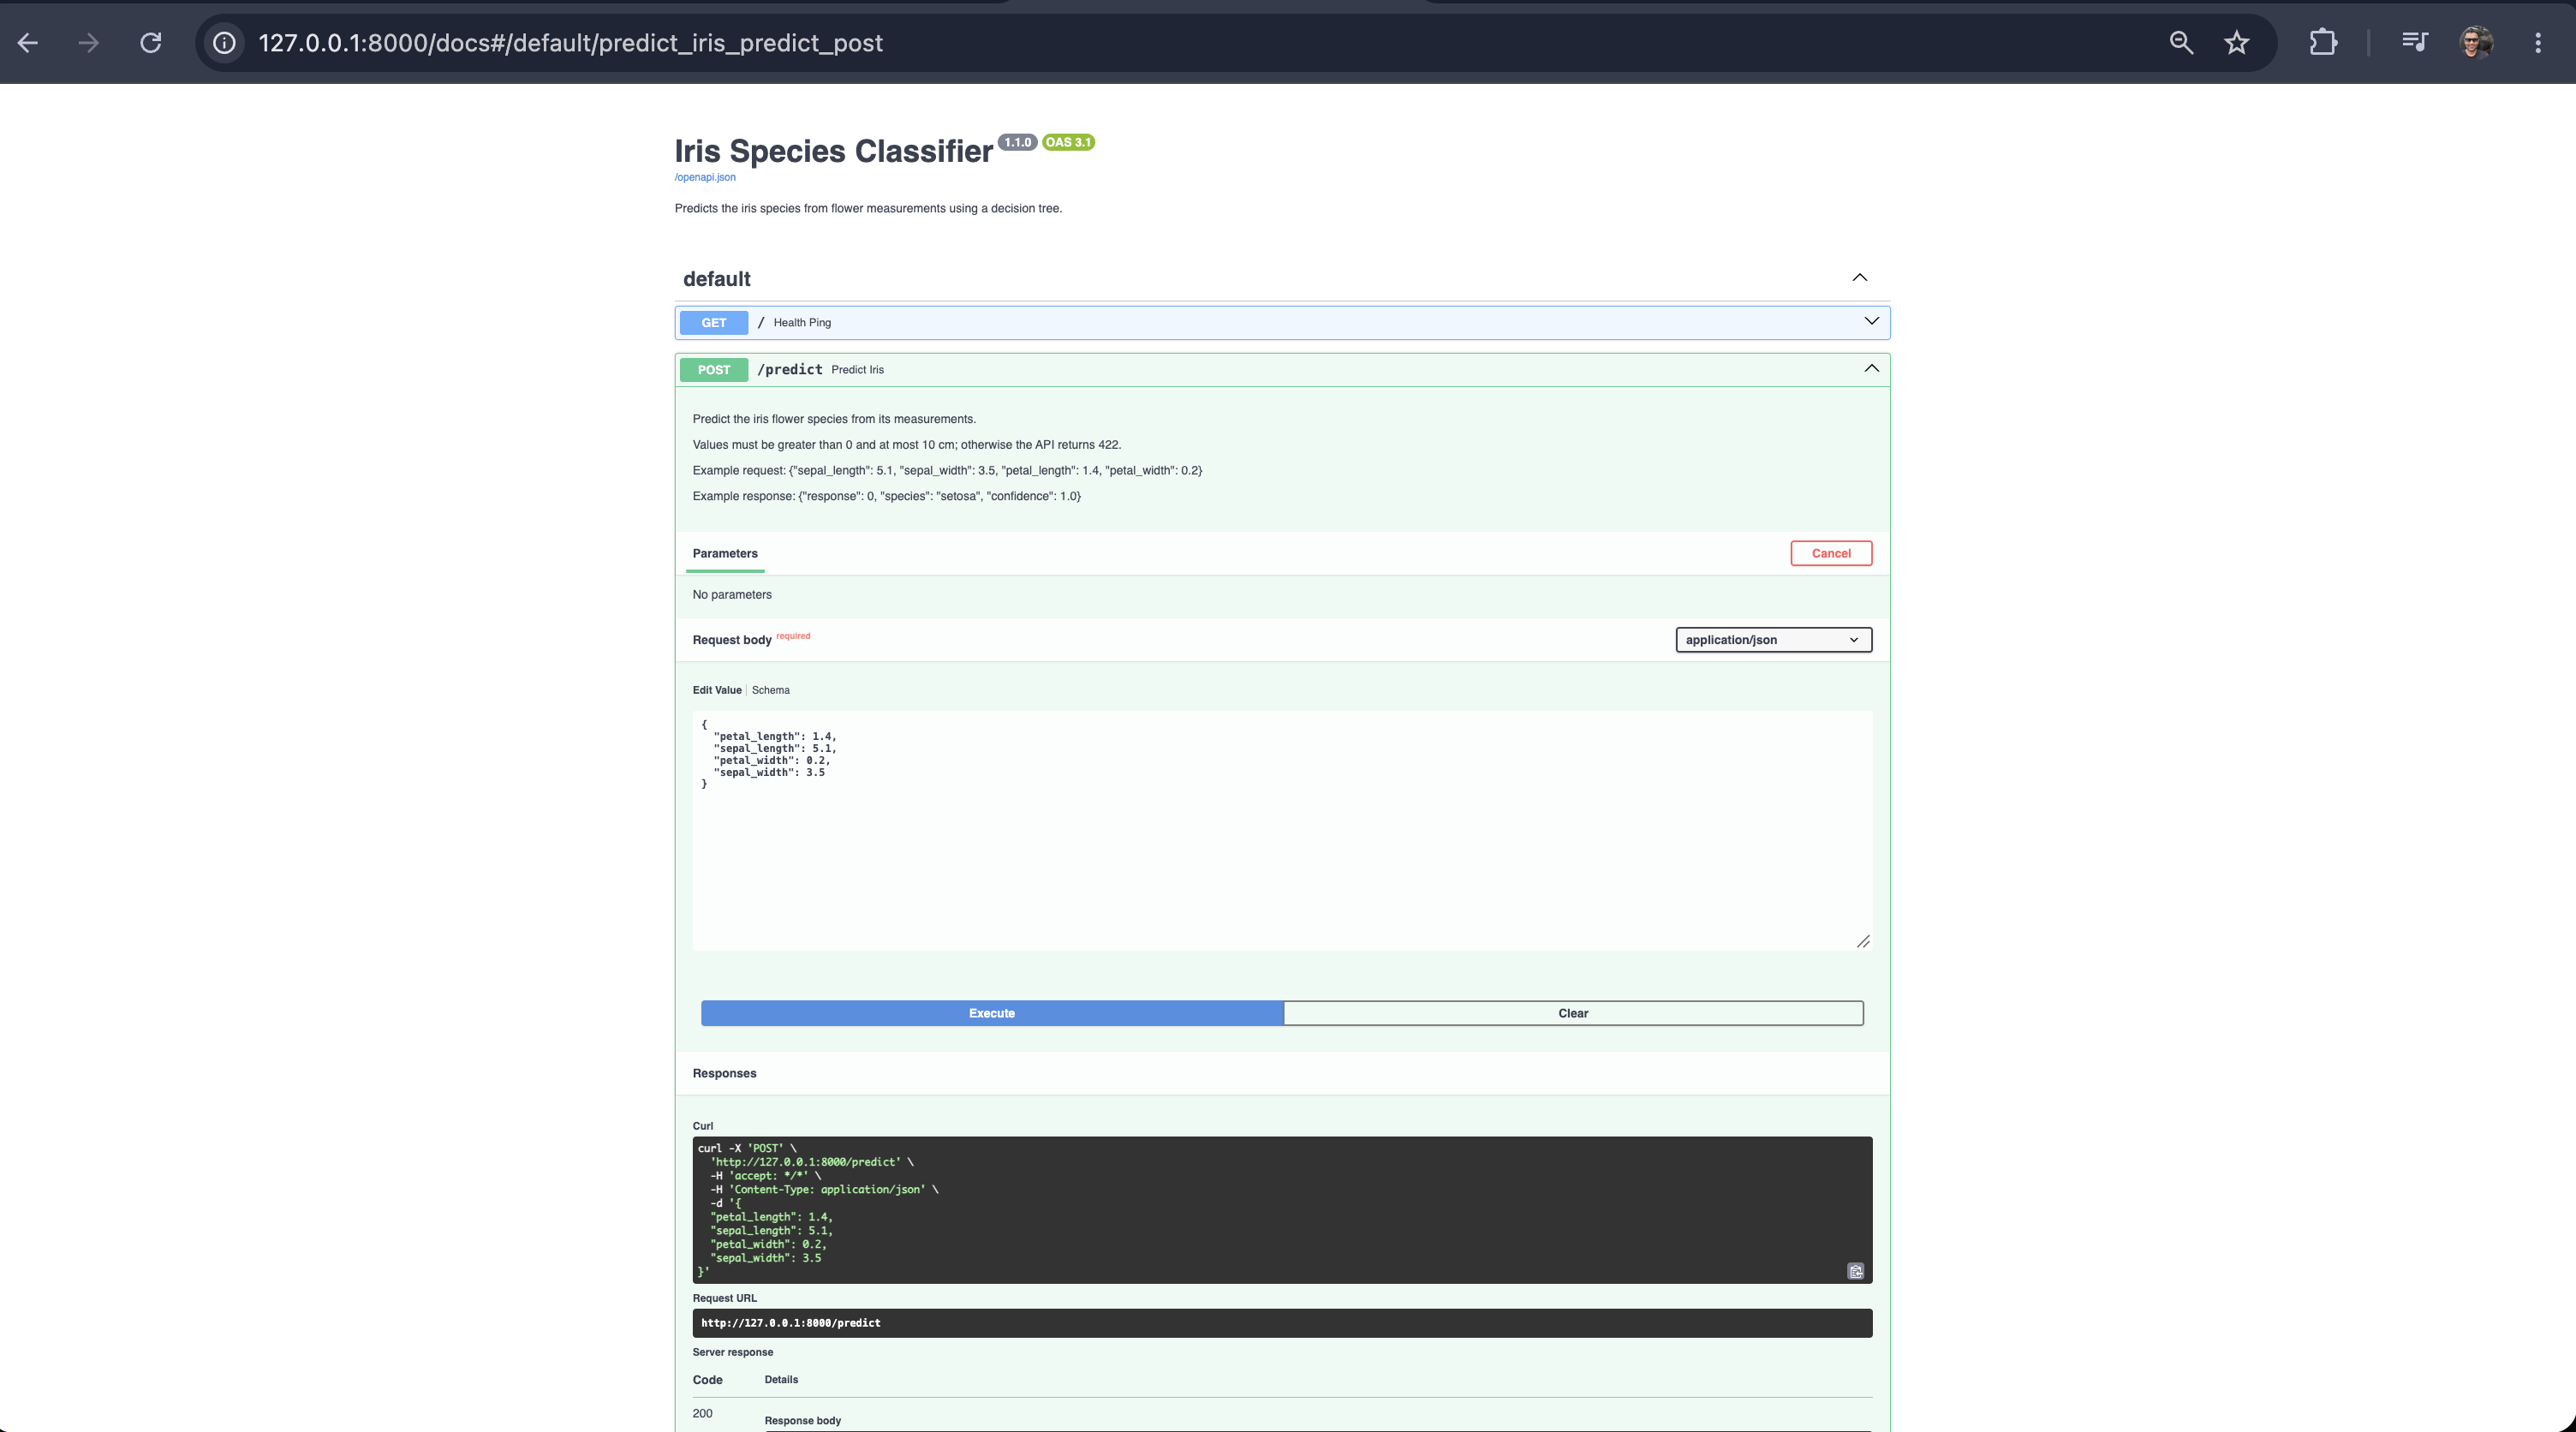 127.0.0.1:8000/docs#/default/predict_iris_predict_post
Iris Species Classifier 1.1.0 OAS 3.1
/openapi.json
Predicts the iris species from flower measurements using a decision tree.
default
GET / Health Ping
POST /predict Predict Iris
Predict the iris flower species from its measurements.
Values must be greater than 0 and at most 10 cm; otherwise the API returns 422.
Example request: {"sepal_length": 5.1, "sepal_width": 3.5, "petal_length": 1.4, "petal_width": 0.2}
Example response: {"response": 0, "species": "setosa", "confidence": 1.0}
Parameters Cancel
No parameters
Request body required application/json
Edit Value Schema
{
  "petal_length": 1.4,
  "sepal_length": 5.1,
  "petal_width": 0.2,
  "sepal_width": 3.5
}
Execute Clear
Responses
Curl
curl -X 'POST' \
  'http://127.0.0.1:8000/predict' \
  -H 'accept: */*' \
  -H 'Content-Type: application/json' \
  -d '{
  "petal_length": 1.4,
  "sepal_length": 5.1,
  "petal_width": 0.2,
  "sepal_width": 3.5
}'
Request URL
http://127.0.0.1:8000/predict
Server response
Code Details
200
Response body